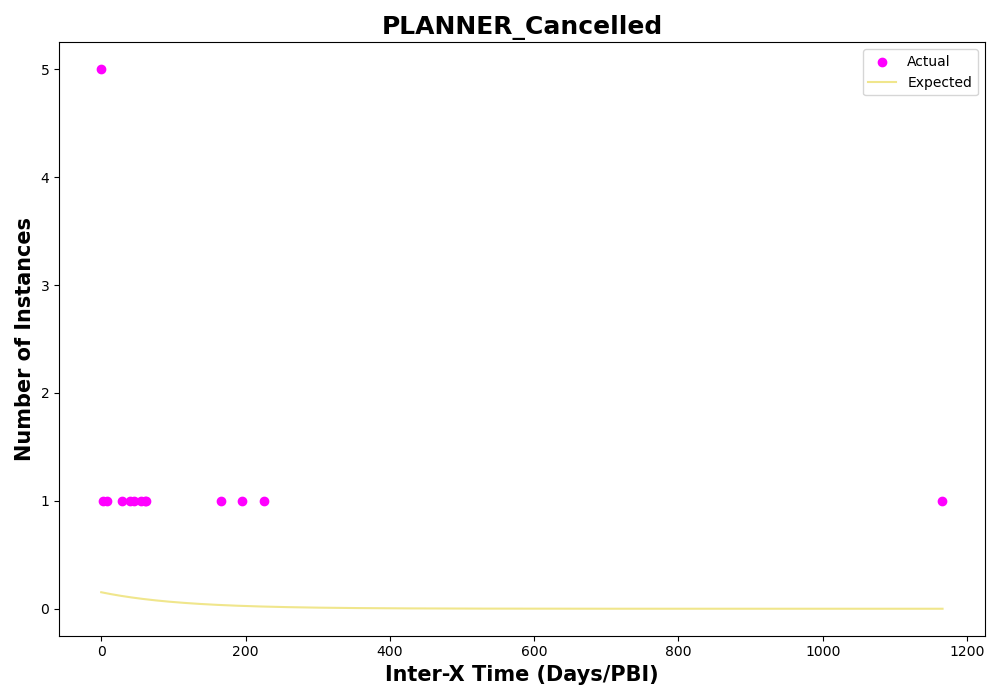 PLANNER_Cancelled
Actual
Expected
Number of Instances
5
4
3
2
1
0
0 200 400 600 800 1000 1200
Inter-X Time (Days/PBI)